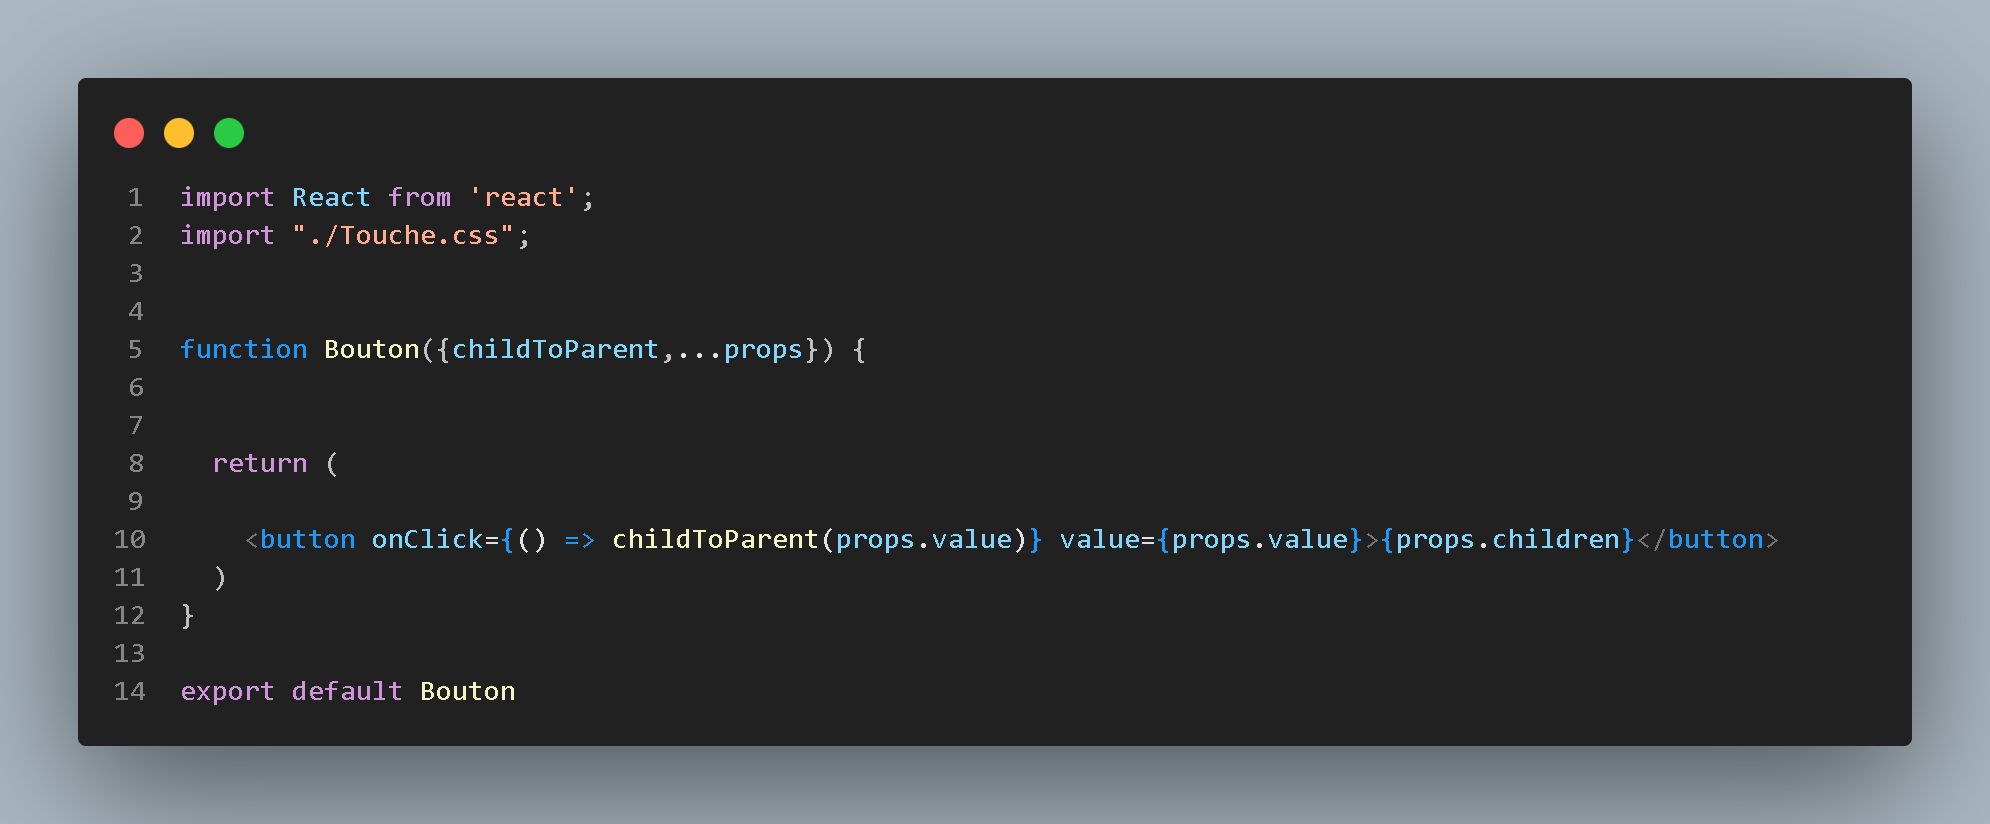 1 import React from 'react';
2 import "./Touche.css";
3
4
5 function Bouton({childToParent,...props}) {
6
7
8   return (
9
10     <button onClick={() => childToParent(props.value)} value={props.value}>{props.children}</button>
11   )
12 }
13
14 export default Bouton